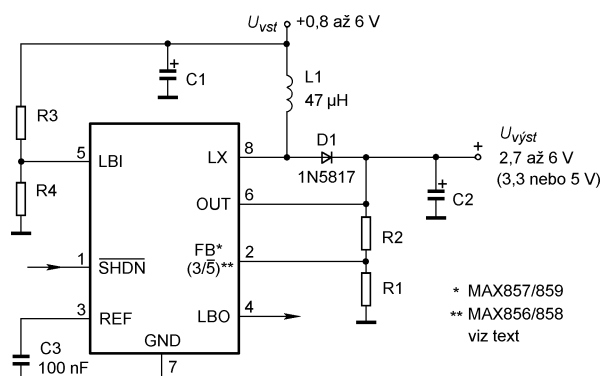 Uvst +0,8 až 6 V
+
C1
L1
47 µH
R3
R4
5
LBI
LX
8
D1
1N5817
+
Uvýst
2,7 až 6 V
(3,3 nebo 5 V)
+
C2
OUT
6
R2
1
SHDN
FB*
(3/5)**
2
R1
3
REF
LBO
4
GND
7
C3
100 nF
* MAX857/859
** MAX856/858
viz text